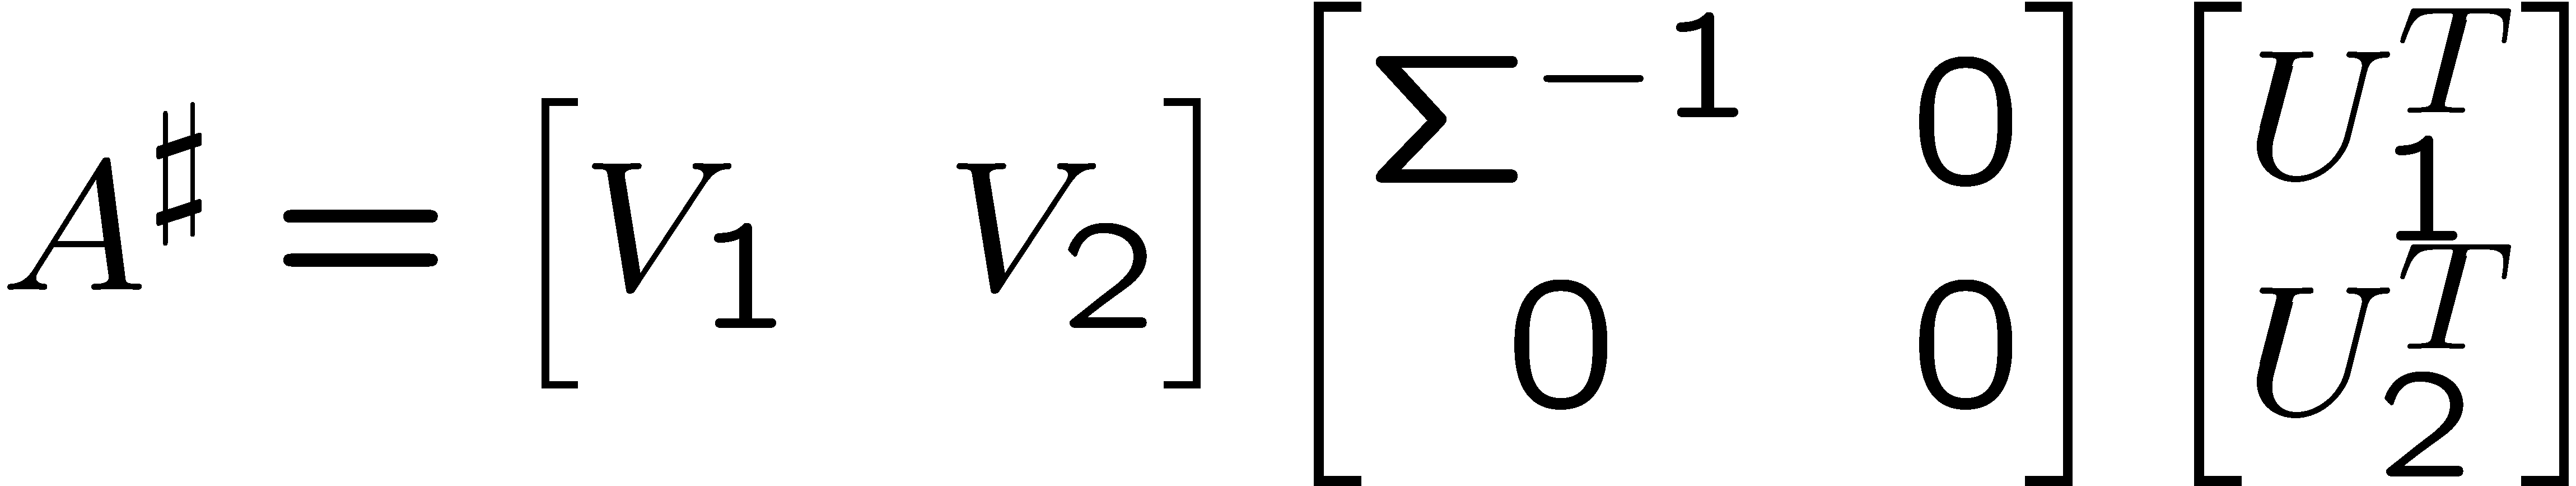 A^♯ = [V_1 V_2] [Σ^{-1} 0; 0 0] [U_1^T; U_2^T]